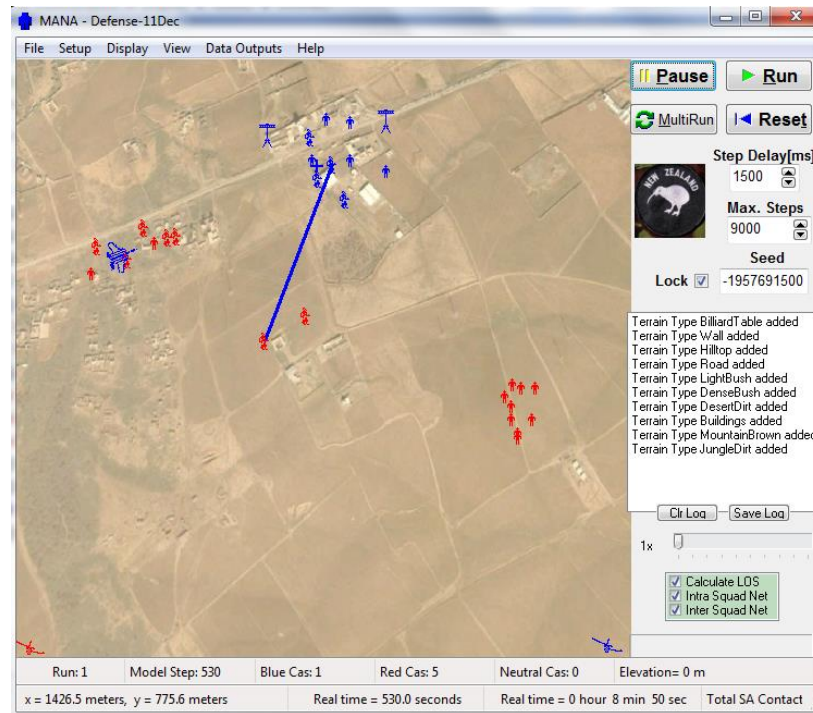 MANA - Defense-11Dec
File Setup Display View Data Outputs Help
Pause
Run
MultiRun
Reset
Step Delay[ms]
1500
NEW ZEALAND
Max. Steps
9000
Seed
Lock
-1957691500
Terrain Type BilliardTable added
Terrain Type Wall added
Terrain Type Hilltop added
Terrain Type Road added
Terrain Type LightBush added
Terrain Type DenseBush added
Terrain Type DesertDirt added
Terrain Type Buildings added
Terrain Type MountainBrown added
Terrain Type JungleDirt added
Clr Log
Save Log
1x
Calculate LOS
Intra Squad Net
Inter Squad Net
Run: 1 Model Step: 530 Blue Cas: 1 Red Cas: 5 Neutral Cas: 0 Elevation= 0 m
x = 1426.5 meters, y = 775.6 meters Real time = 530.0 seconds Real time = 0 hour 8 min 50 sec Total SA Contact